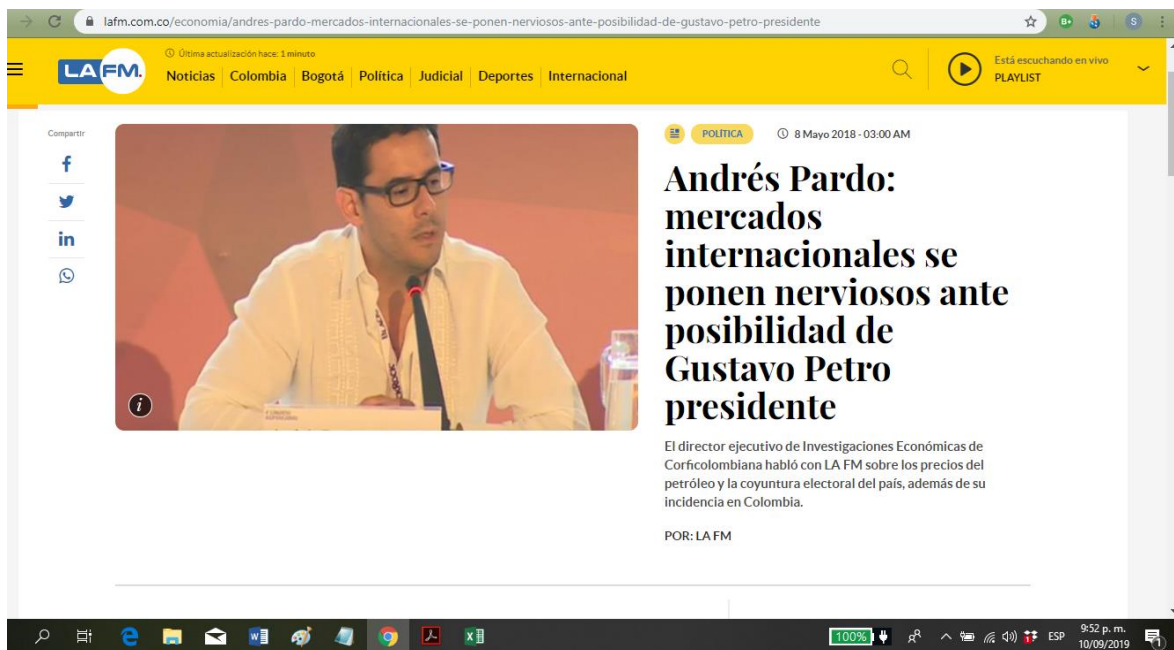 lafm.com.co/economia/andres-pardo-mercados-internacionales-se-ponen-nerviosos-ante-posibilidad-de-gustavo-petro-presidente
B+
S
LA FM.
Última actualización hace: 1 minuto
Noticias Colombia Bogotá Política Judicial Deportes Internacional
Está escuchando en vivo
PLAYLIST
Compartir
POLÍTICA
8 Mayo 2018 - 03:00 AM
Andrés Pardo:
mercados
internacionales se
ponen nerviosos ante
posibilidad de
Gustavo Petro
presidente
El director ejecutivo de Investigaciones Económicas de
Corficolombiana habló con LA FM sobre los precios del
petróleo y la coyuntura electoral del país, además de su
incidencia en Colombia.
POR: LA FM
100%
ESP
9:52 p. m.
10/09/2019